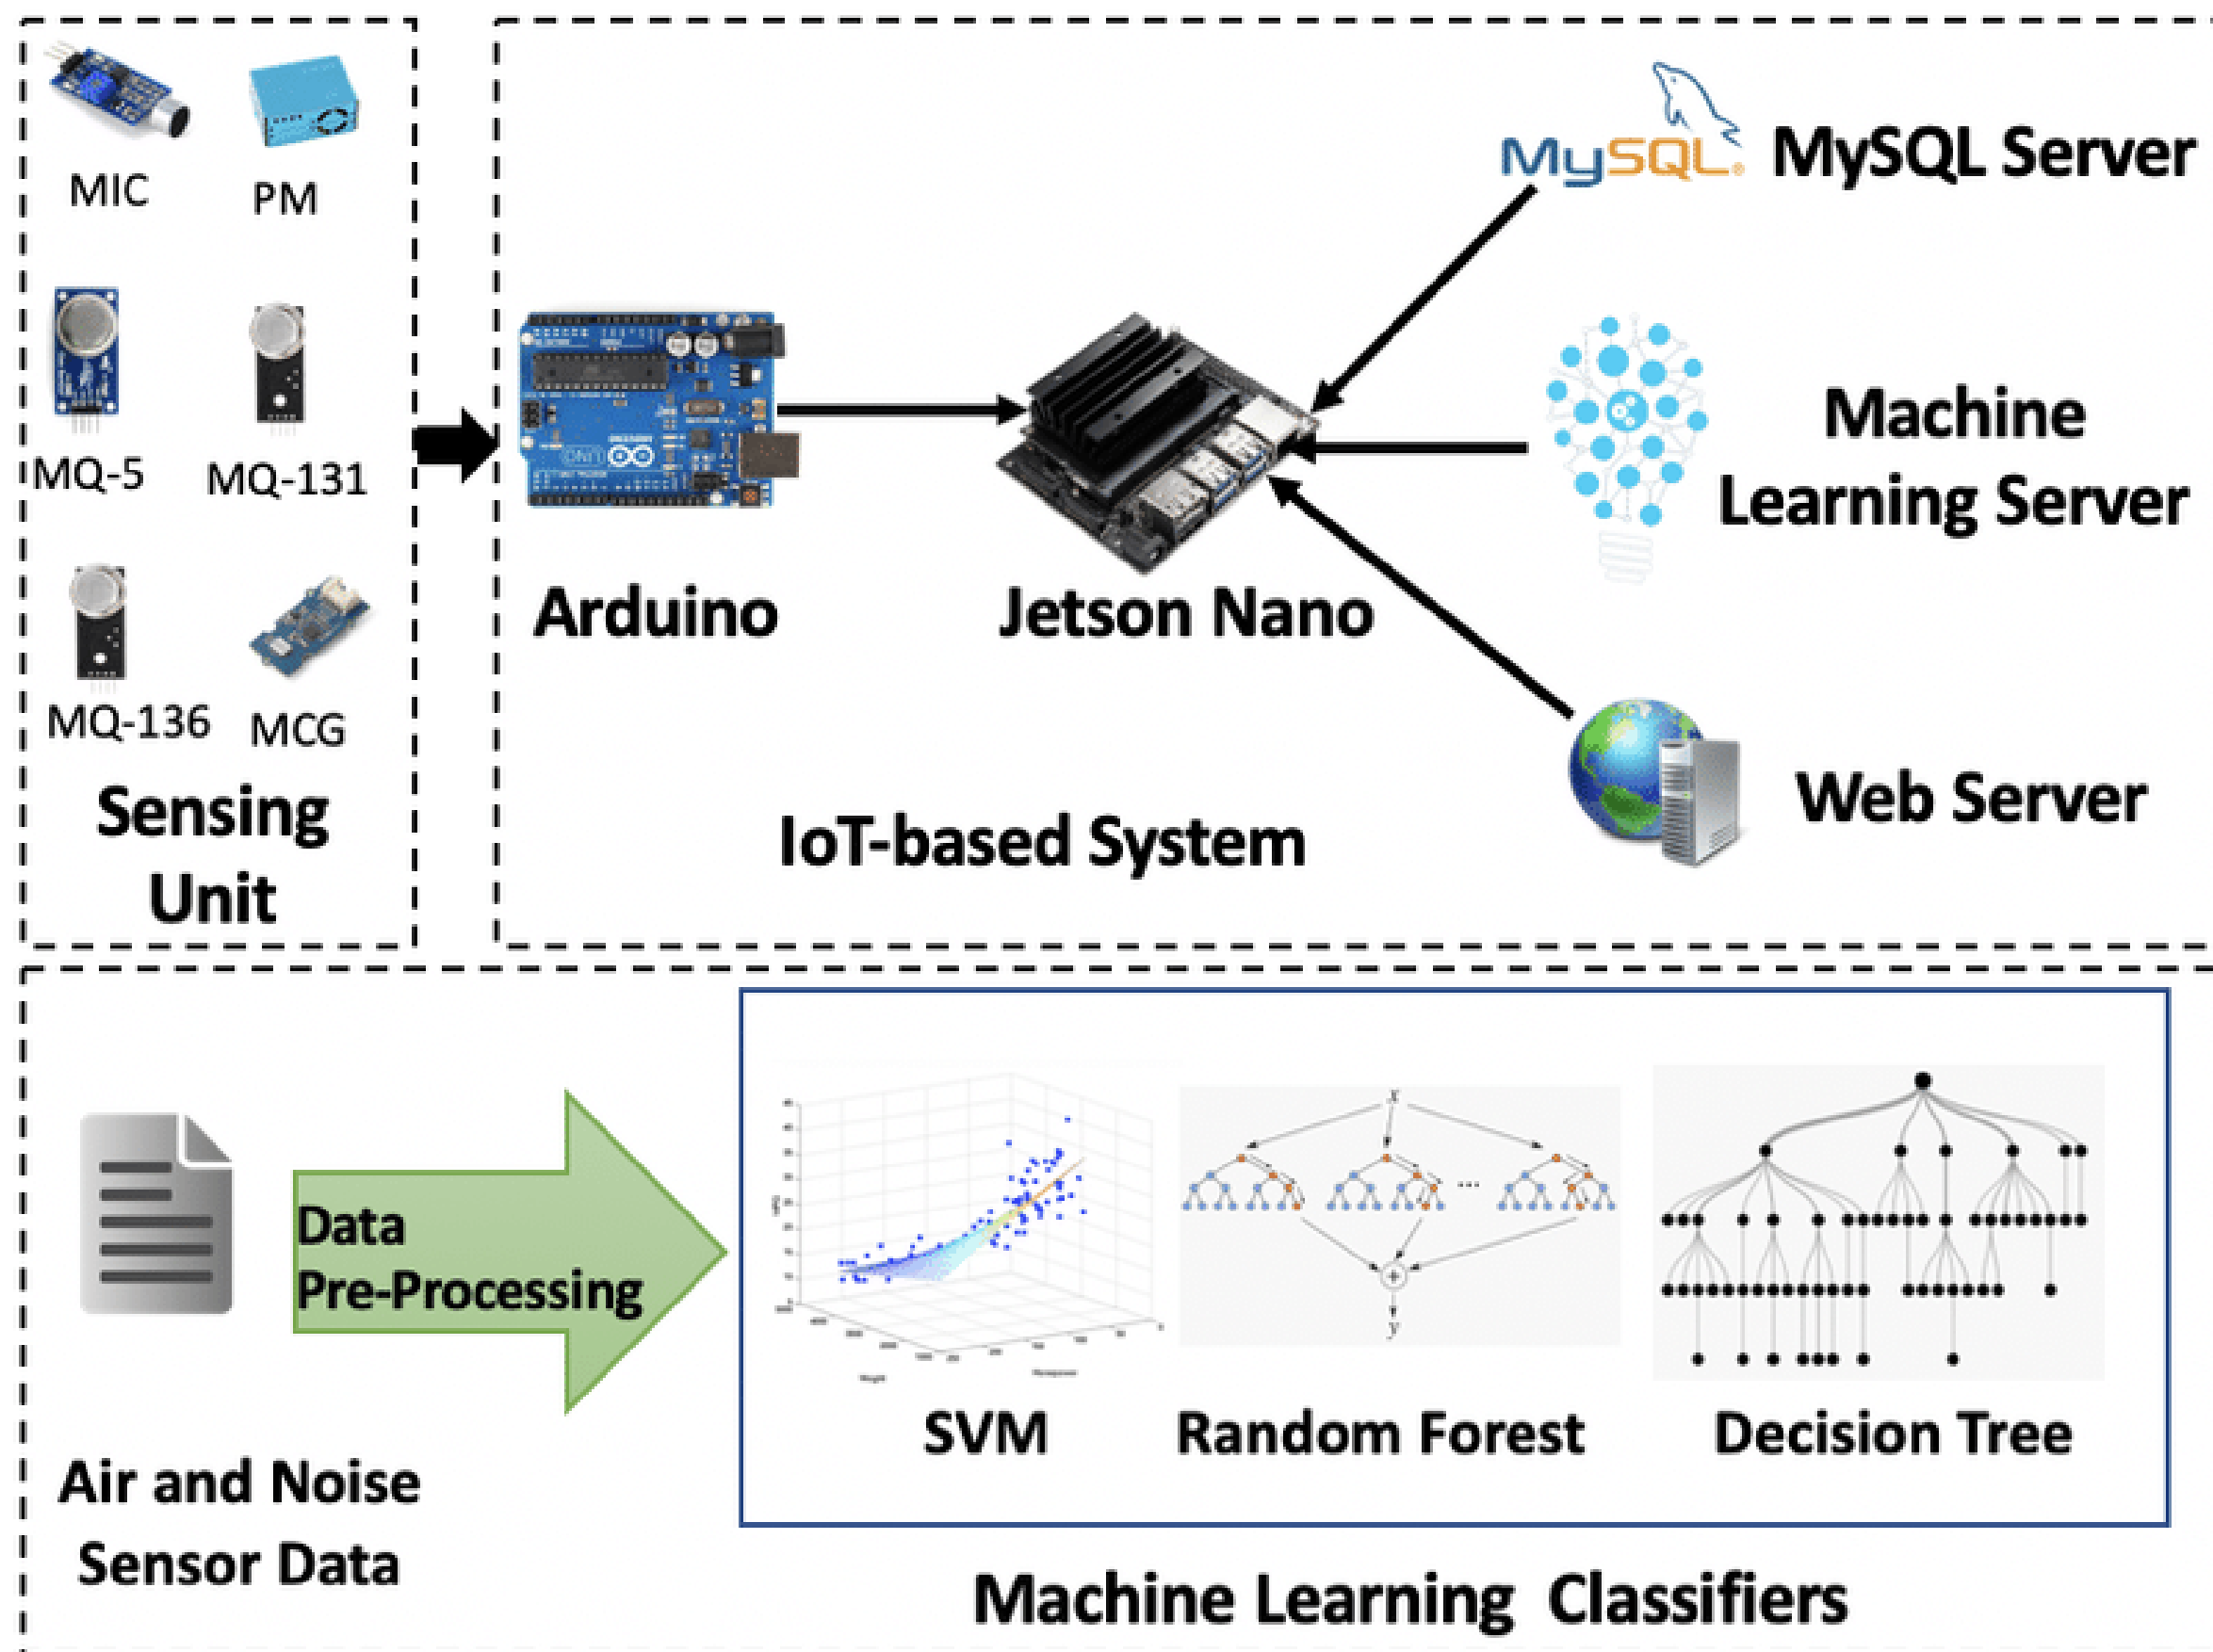 MIC
PM
MQ-5
MQ-131
MQ-136
MCG
Sensing
Unit
Arduino
Jetson Nano
MySQL®
MySQL Server
Machine
Learning Server
Web Server
IoT-based System
Data
Pre-Processing
Air and Noise
Sensor Data
x
...
+
y
SVM
Random Forest
Decision Tree
Machine Learning Classifiers